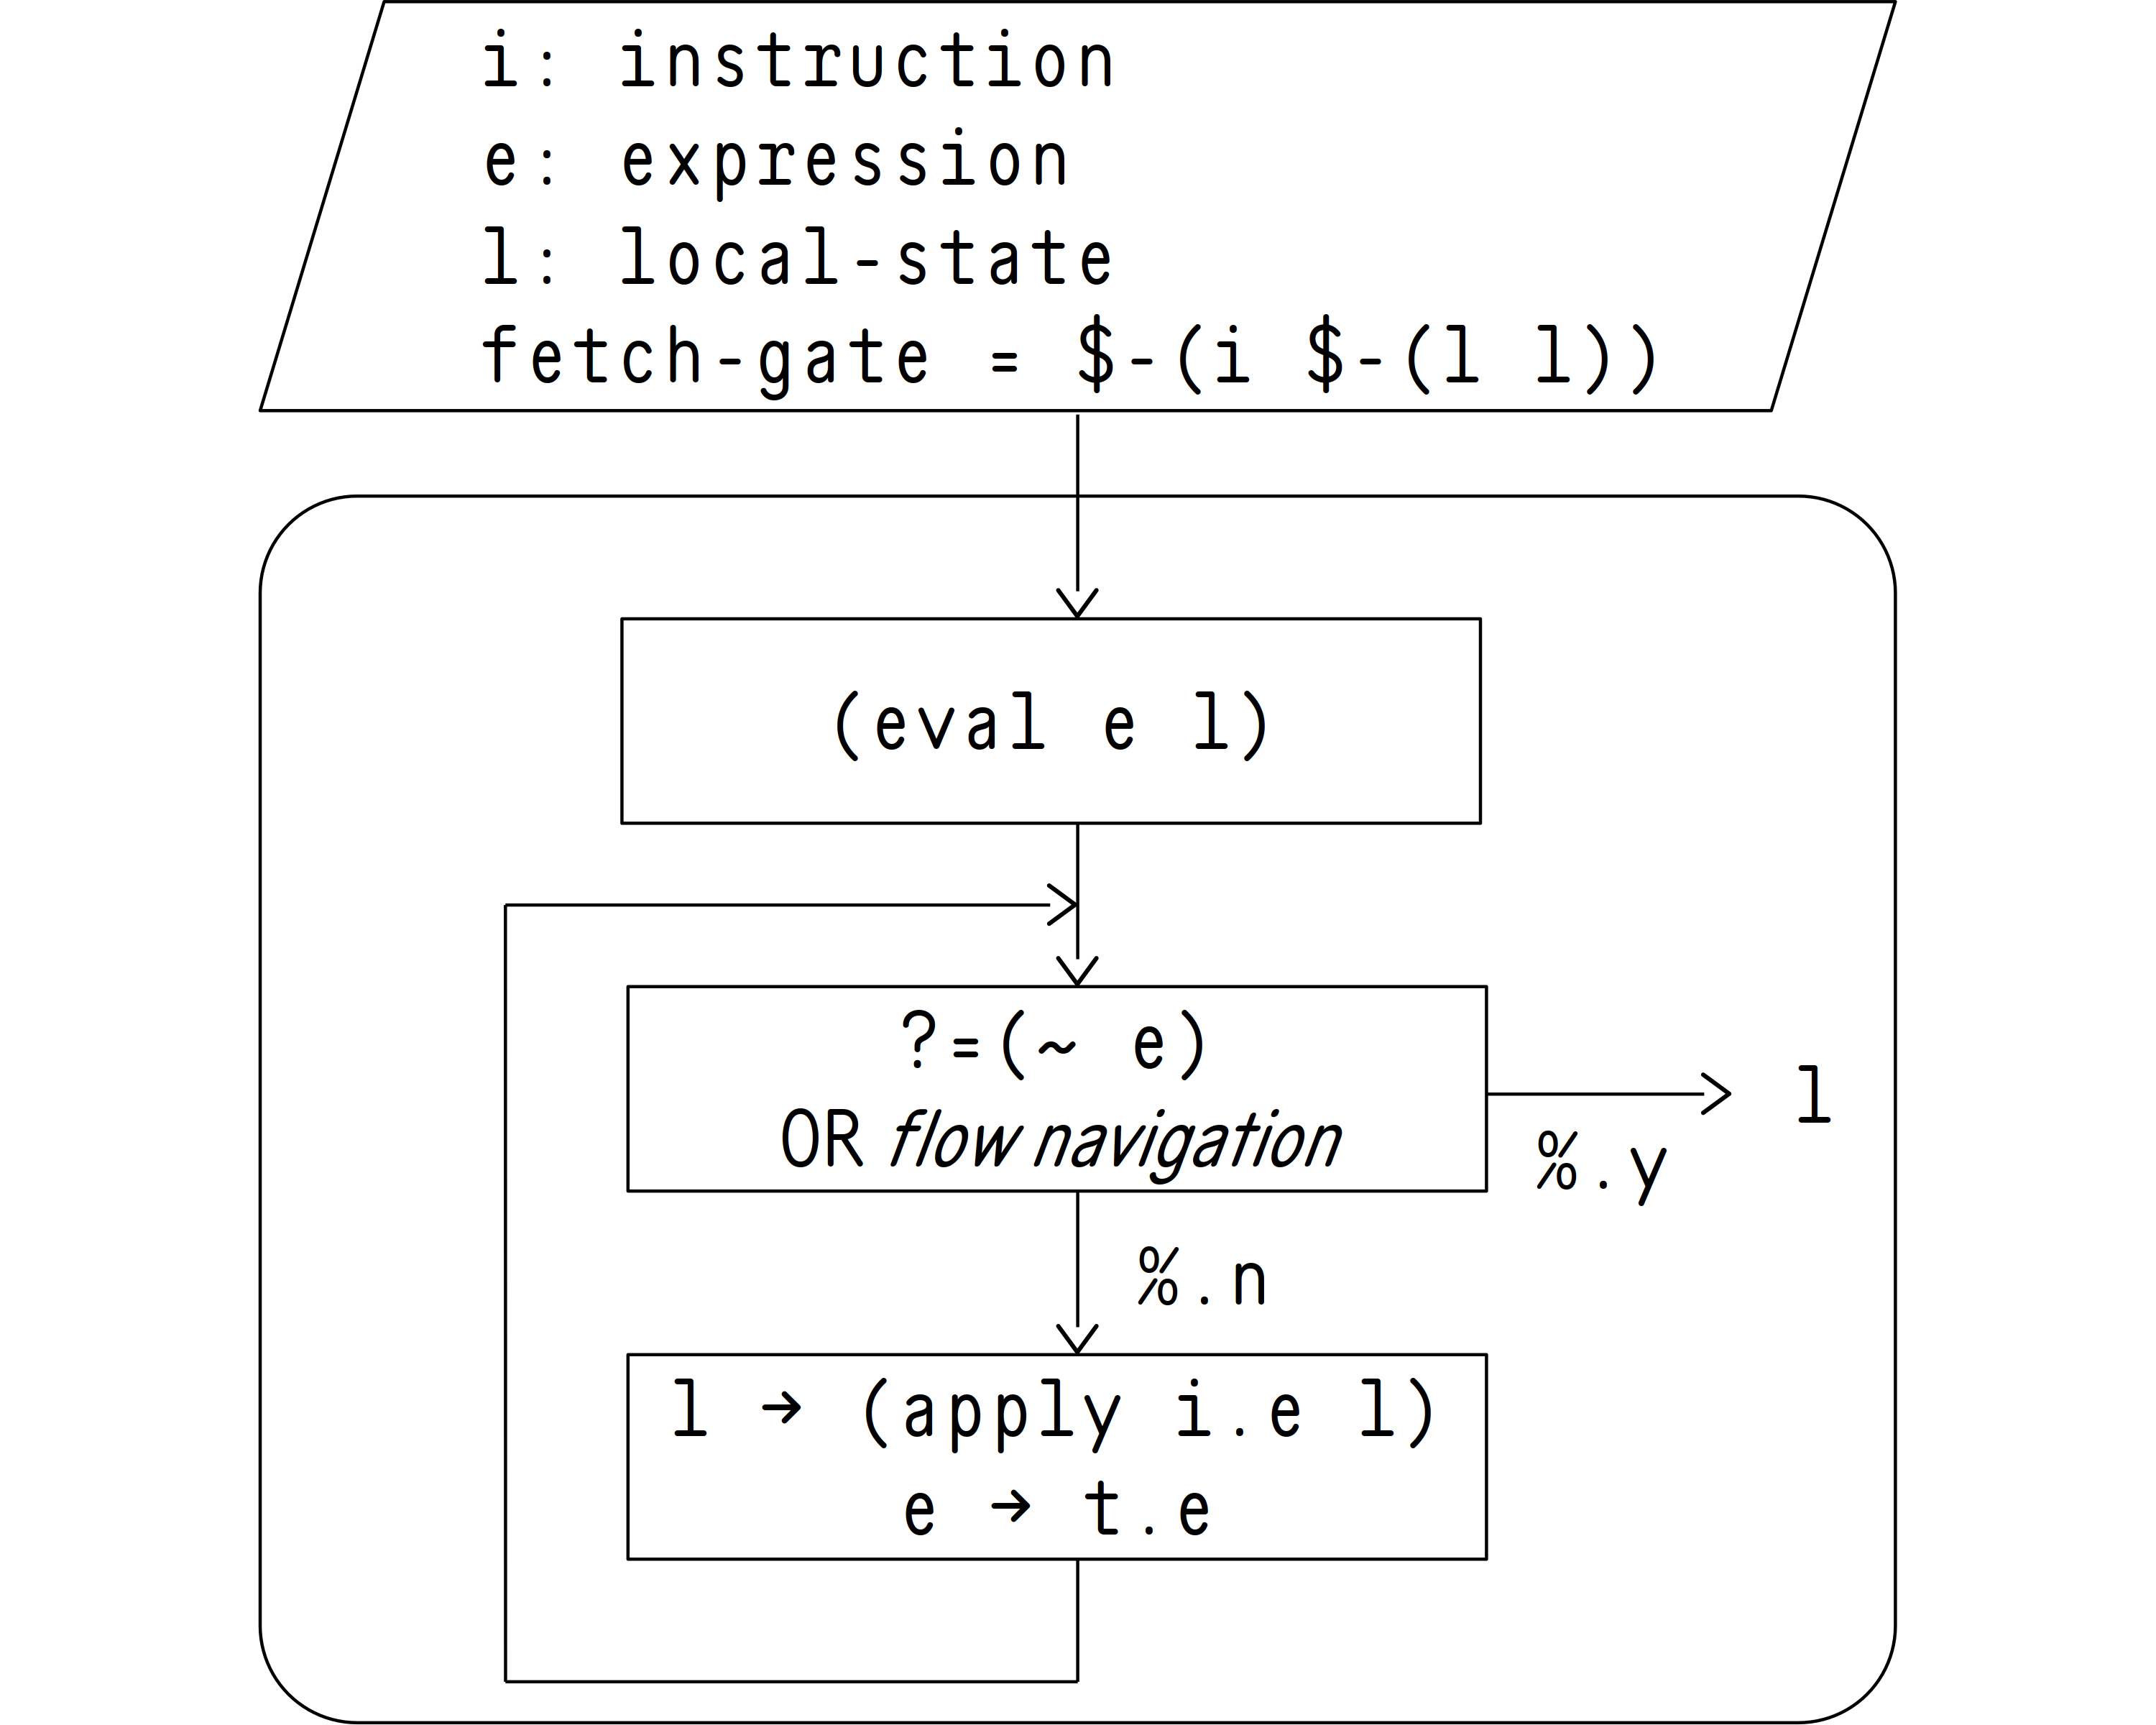 i: instruction
e: expression
l: local-state
fetch-gate = $-(i $-(l l))
(eval e l)
?=(~ e)
OR flow navigation
l
%.y
%.n
l → (apply i.e l)
e → t.e